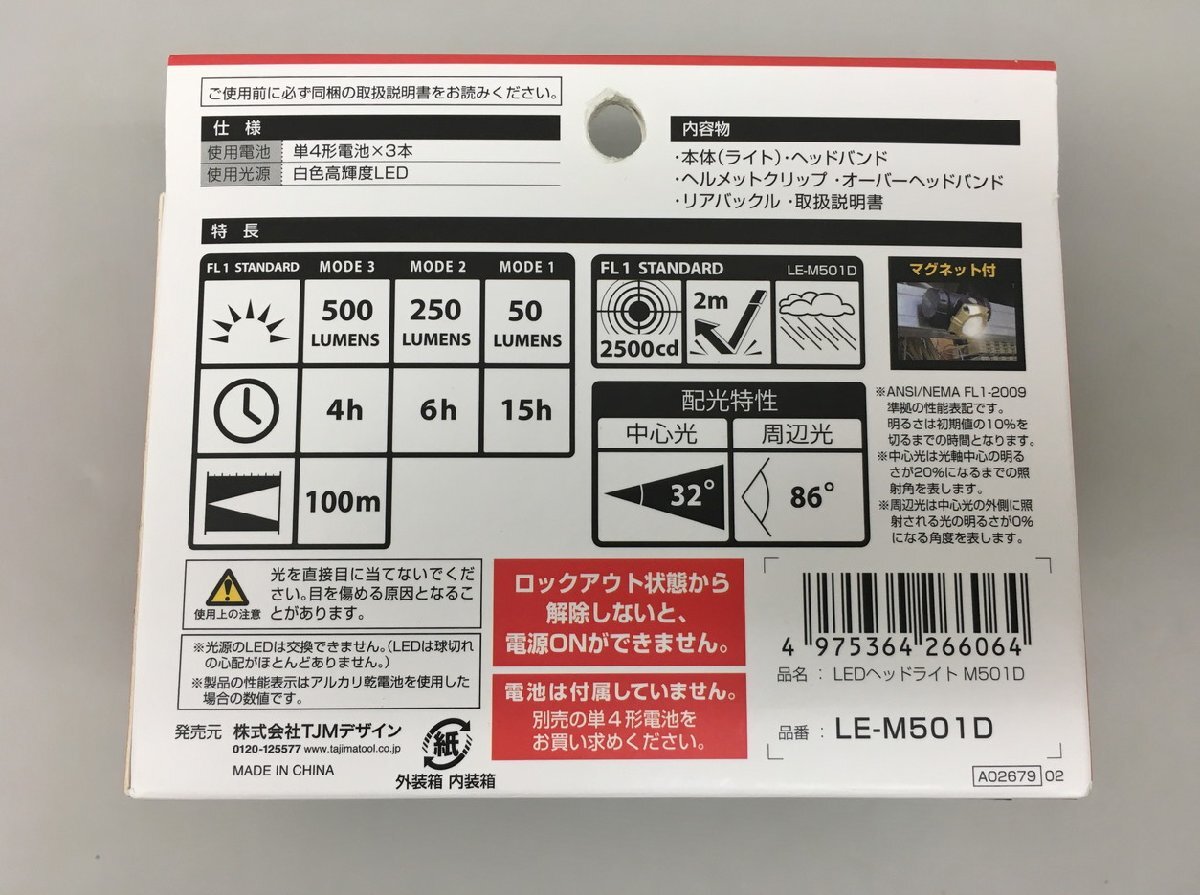 ご使用前に必ず同梱の取扱説明書をお読みください。
仕 様
使用電池 単4形電池×3本
使用光源 白色高輝度LED
内容物
・本体(ライト)・ヘッドバンド
・ヘルメットクリップ ・オーバーヘッドバンド
・リアバックル ・取扱説明書
特 長
FL1 STANDARD MODE 3 MODE 2 MODE 1
500 LUMENS 250 LUMENS 50 LUMENS
4h 6h 15h
100m
FL1 STANDARD LE-M501D
2500cd 2m
配光特性
中心光 周辺光
32° 86°
マグネット付
※ANSI/NEMA FL1-2009
準拠の性能表記です。
明るさは初期値の10%を
切るまでの時間となります。
※中心光は光軸中心の明る
さが20%になるまでの照
射角を表します。
※周辺光は中心光の外側に照
射される光の明るさが0%
になる角度を表します。
使用上の注意
光を直接目に当てないでくだ
さい。目を傷める原因となるこ
とがあります。
※光源のLEDは交換できません。(LEDは球切れ
の心配がほとんどありません。)
※製品の性能表示はアルカリ乾電池を使用した
場合の数値です。
発売元 株式会社TJMデザイン
0120-125577 www.tajimatool.co.jp
MADE IN CHINA
紙
外装箱 内装箱
ロックアウト状態から
解除しないと、
電源ONができません。
電池は付属していません。
別売の単4形電池を
お買い求めください。
4 975364 266064
品名 : LEDヘッドライト M501D
品番 : LE-M501D
A02679 02